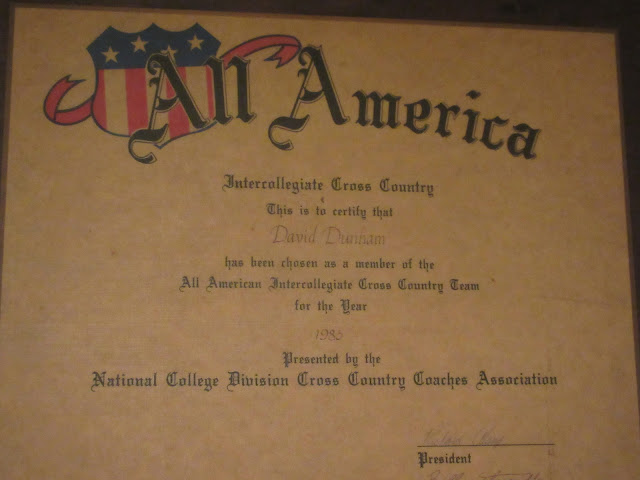 All America
Intercollegiate Cross Country
This is to certify that
David Dunham
has been chosen as a member of the
All American Intercollegiate Cross Country Team
for the Year
Presented by the
National College Division Cross Country Coaches Association
President